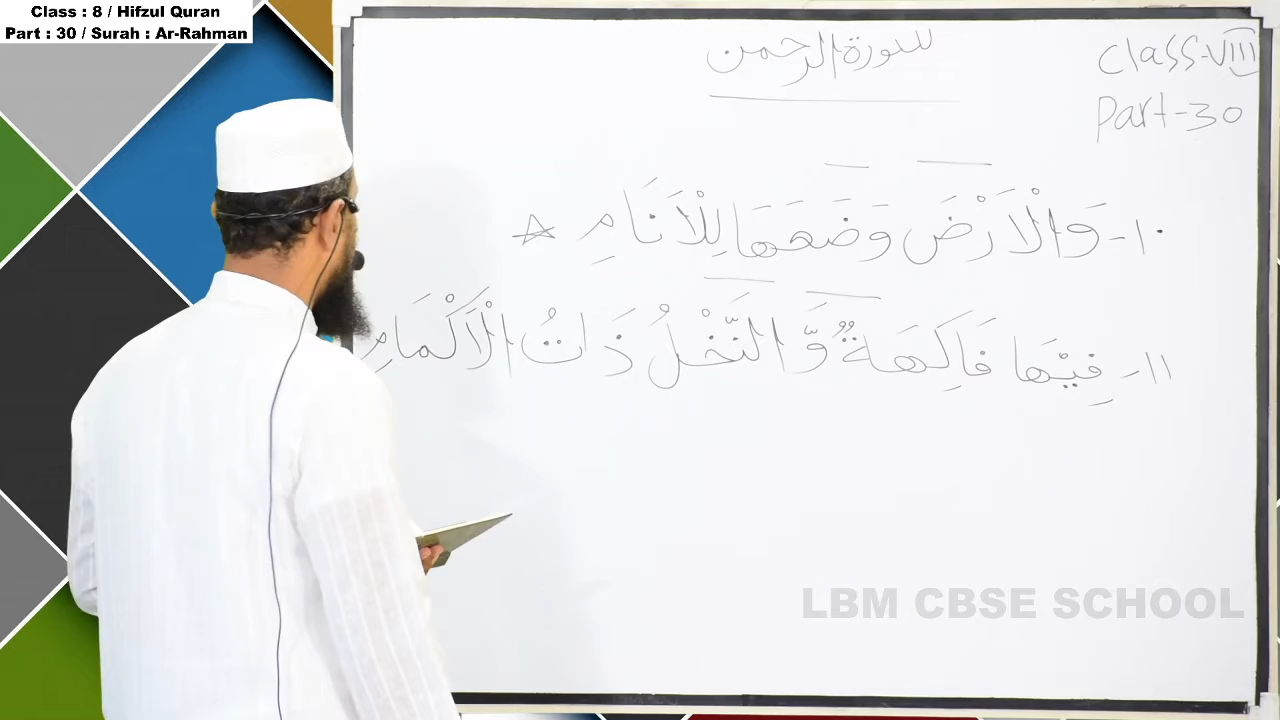 Class : 8 / Hifzul Quran
Part : 30 / Surah : Ar-Rahman
سورة الرحمن
Class-VIII
Part-30
١٠- وَالْاَرْضَ وَضَعَهَا لِلْاَنَامِ ☆
١١- فِيْهَا فَاكِهَةٌ وَّالنَّخْلُ ذَاتُ الْاَكْمَامِ
LBM CBSE SCHOOL